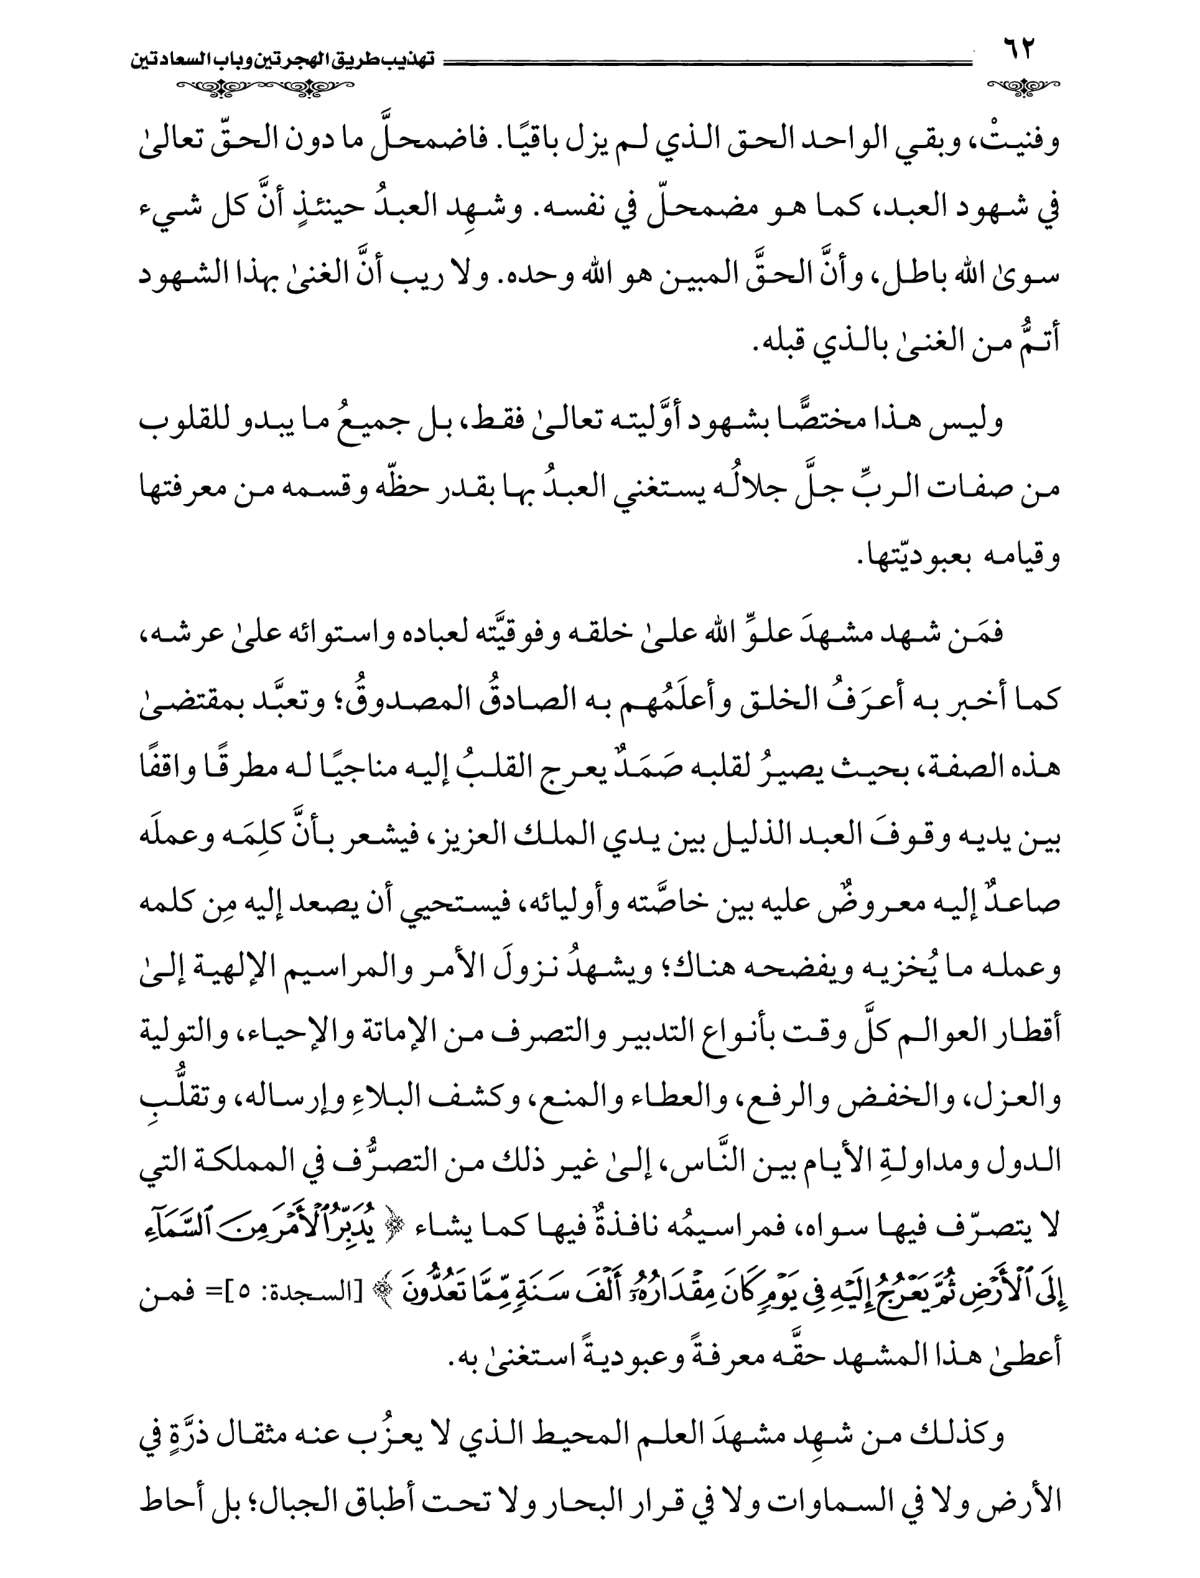 ٦٢
تهذيب طريق الهجرتين وباب السعادتين
وفنيتْ، وبقي الواحد الحق الذي لم يزل باقيًا. فاضمحلَّ ما دون الحقّ تعالىٰ
في شهود العبد، كما هو مضمحلّ في نفسه. وشهِد العبدُ حينئذٍ أنَّ كل شيء
سوىٰ الله باطل، وأنَّ الحقَّ المبين هو الله وحده. ولا ريب أنَّ الغنىٰ بهذا الشهود
أتمُّ من الغنىٰ بالذي قبله.
وليس هذا مختصًّا بشهود أوَّليته تعالىٰ فقط، بل جميعُ ما يبدو للقلوب
من صفات الربِّ جلَّ جلالُه يستغني العبدُ بها بقدر حظّه وقسمه من معرفتها
وقيامه بعبوديّتها.
فمَن شهد مشهدَ علوِّ الله علىٰ خلقه وفوقيَّته لعباده واستوائه علىٰ عرشه،
كما أخبر به أعرَفُ الخلق وأعلَمُهم به الصادقُ المصدوقُ؛ وتعبَّد بمقتضىٰ
هذه الصفة، بحيث يصيرُ لقلبه صَمَدٌ يعرج القلبُ إليه مناجيًا له مطرقًا واقفًا
بين يديه وقوفَ العبد الذليل بين يدي الملك العزيز، فيشعر بأنَّ كلِمَه وعملَه
صاعدٌ إليه معروضٌ عليه بين خاصَّته وأوليائه، فيستحيي أن يصعد إليه مِن كلمه
وعمله ما يُخزيه ويفضحه هناك؛ ويشهدُ نزولَ الأمر والمراسيم الإلهية إلىٰ
أقطار العوالم كلَّ وقت بأنواع التدبير والتصرف من الإماتة والإحياء، والتولية
والعزل، والخفض والرفع، والعطاء والمنع، وكشف البلاءِ وإرساله، وتقلُّبِ
الدول ومداولةِ الأيام بين النَّاس، إلىٰ غير ذلك من التصرُّف في المملكة التي
لا يتصرّف فيها سواه، فمراسيمُه نافذةٌ فيها كما يشاء ﴿ يُدَبِّرُ ٱلْأَمْرَ مِنَ ٱلسَّمَآءِ
إِلَى ٱلْأَرْضِ ثُمَّ يَعْرُجُ إِلَيْهِ فِى يَوْمٍ كَانَ مِقْدَارُهُۥٓ أَلْفَ سَنَةٍ مِّمَّا تَعُدُّونَ ﴾ [السجدة: ٥]= فمن
أعطىٰ هذا المشهد حقَّه معرفةً وعبوديةً استغنىٰ به.
وكذلك من شهِد مشهدَ العلم المحيط الذي لا يعزُب عنه مثقال ذرَّةٍ في
الأرض ولا في السماوات ولا في قرار البحار ولا تحت أطباق الجبال؛ بل أحاط